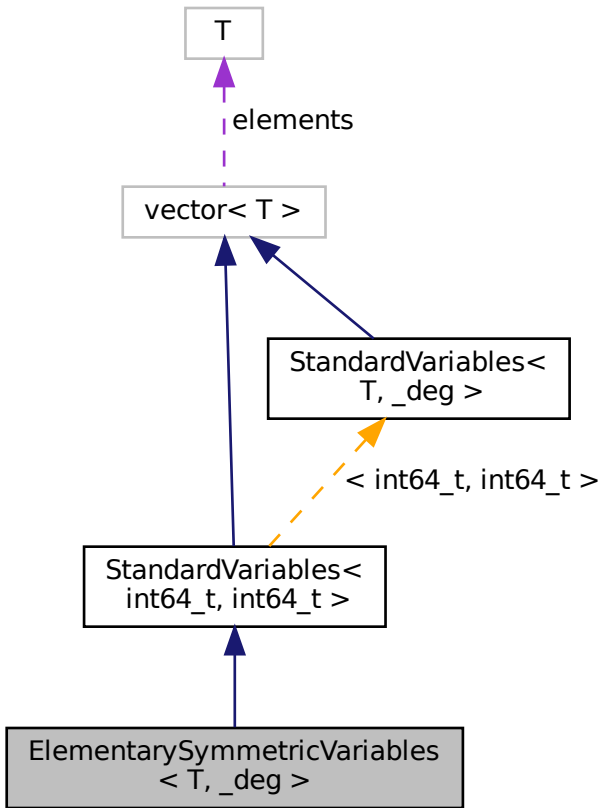 T
elements
vector< T >
StandardVariables<
T, _deg >
< int64_t, int64_t >
StandardVariables<
int64_t, int64_t >
ElementarySymmetricVariables
< T, _deg >